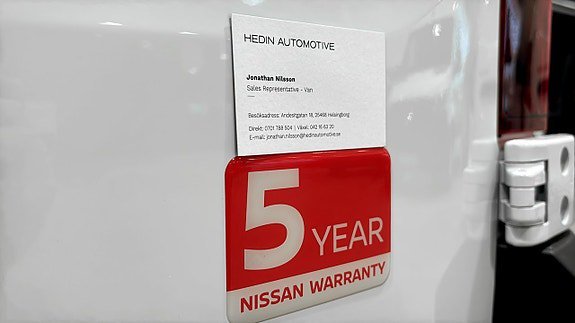 HEDIN AUTOMOTIVE
Jonathan Nilsson
Sales Representative - Van
Besöksadress: Andesitgatan 18, 25468 Helsingborg
Direkt: 0701 788 504 | Växel: 042 16 63 20
E-mail: jonathan.nilsson@hedinautomotive.se
5 YEAR
NISSAN WARRANTY